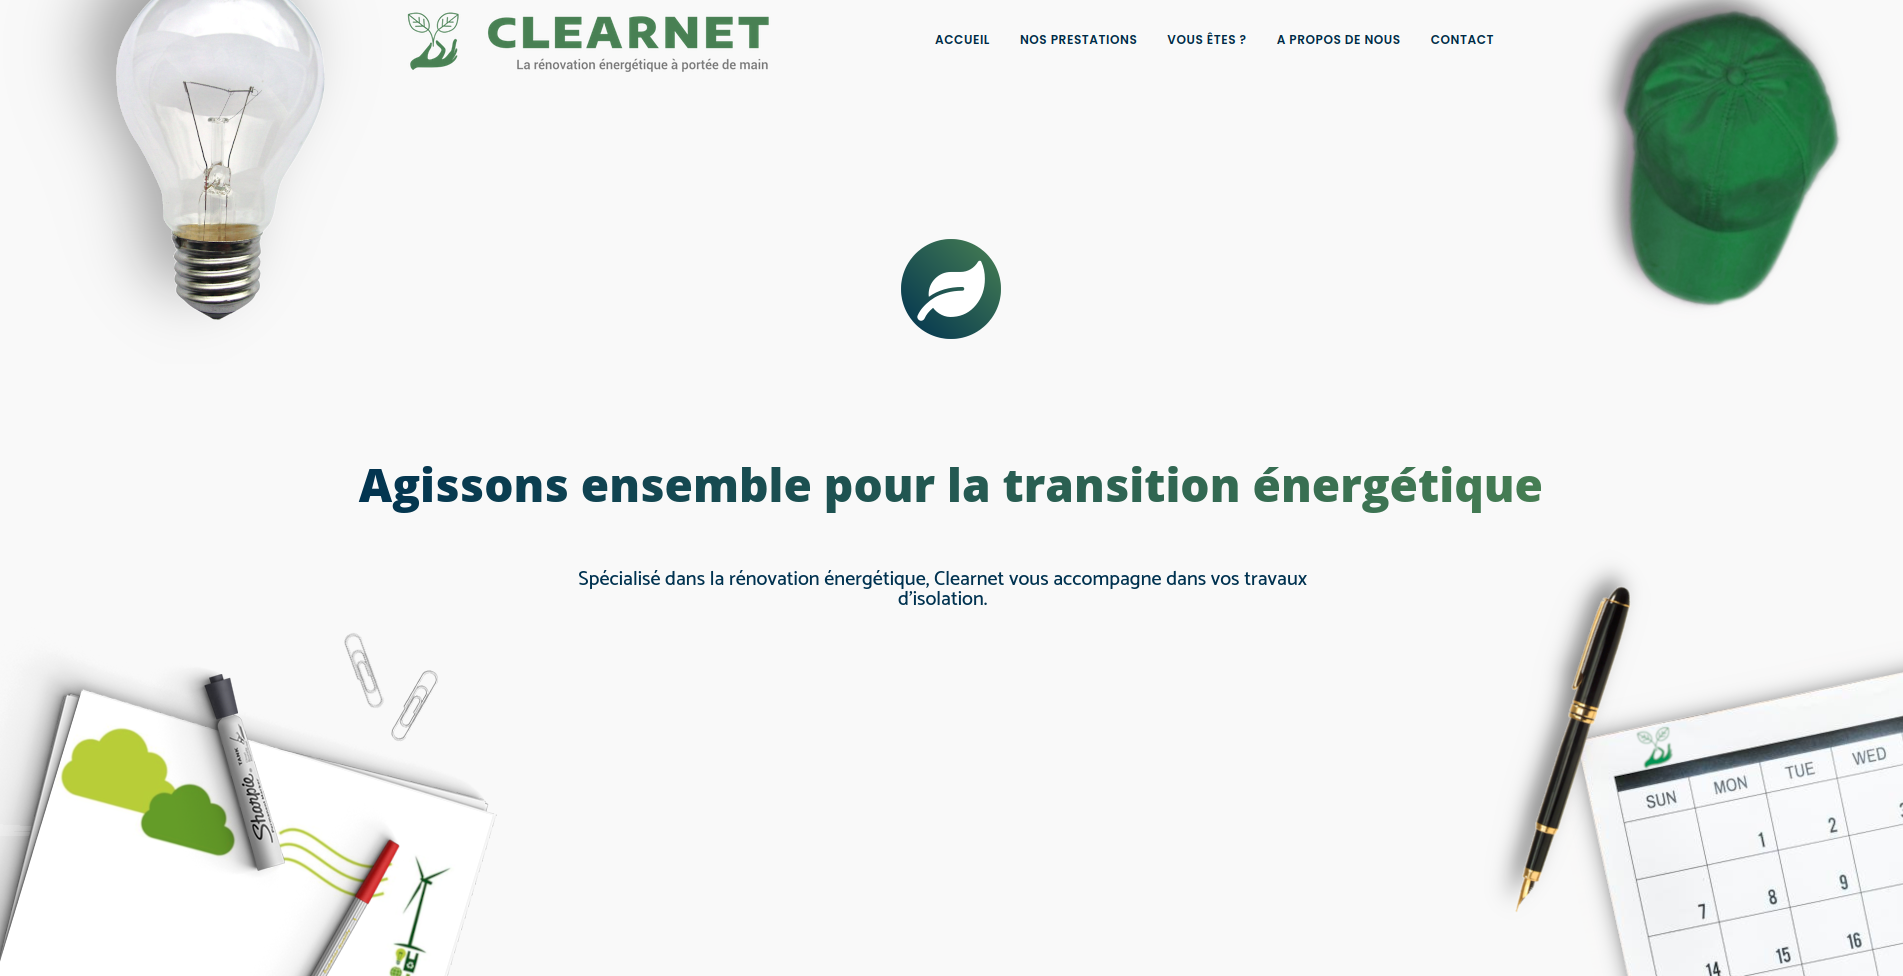 CLEARNET
La rénovation énergétique à portée de main
ACCUEIL
NOS PRESTATIONS
VOUS ÊTES ?
A PROPOS DE NOUS
CONTACT
Agissons ensemble pour la transition énergétique
Spécialisé dans la rénovation énergétique, Clearnet vous accompagne dans vos travaux
d'isolation.
Sharpie
TANK
SUN MON TUE WED
1 2
7 8 9
14 15 16